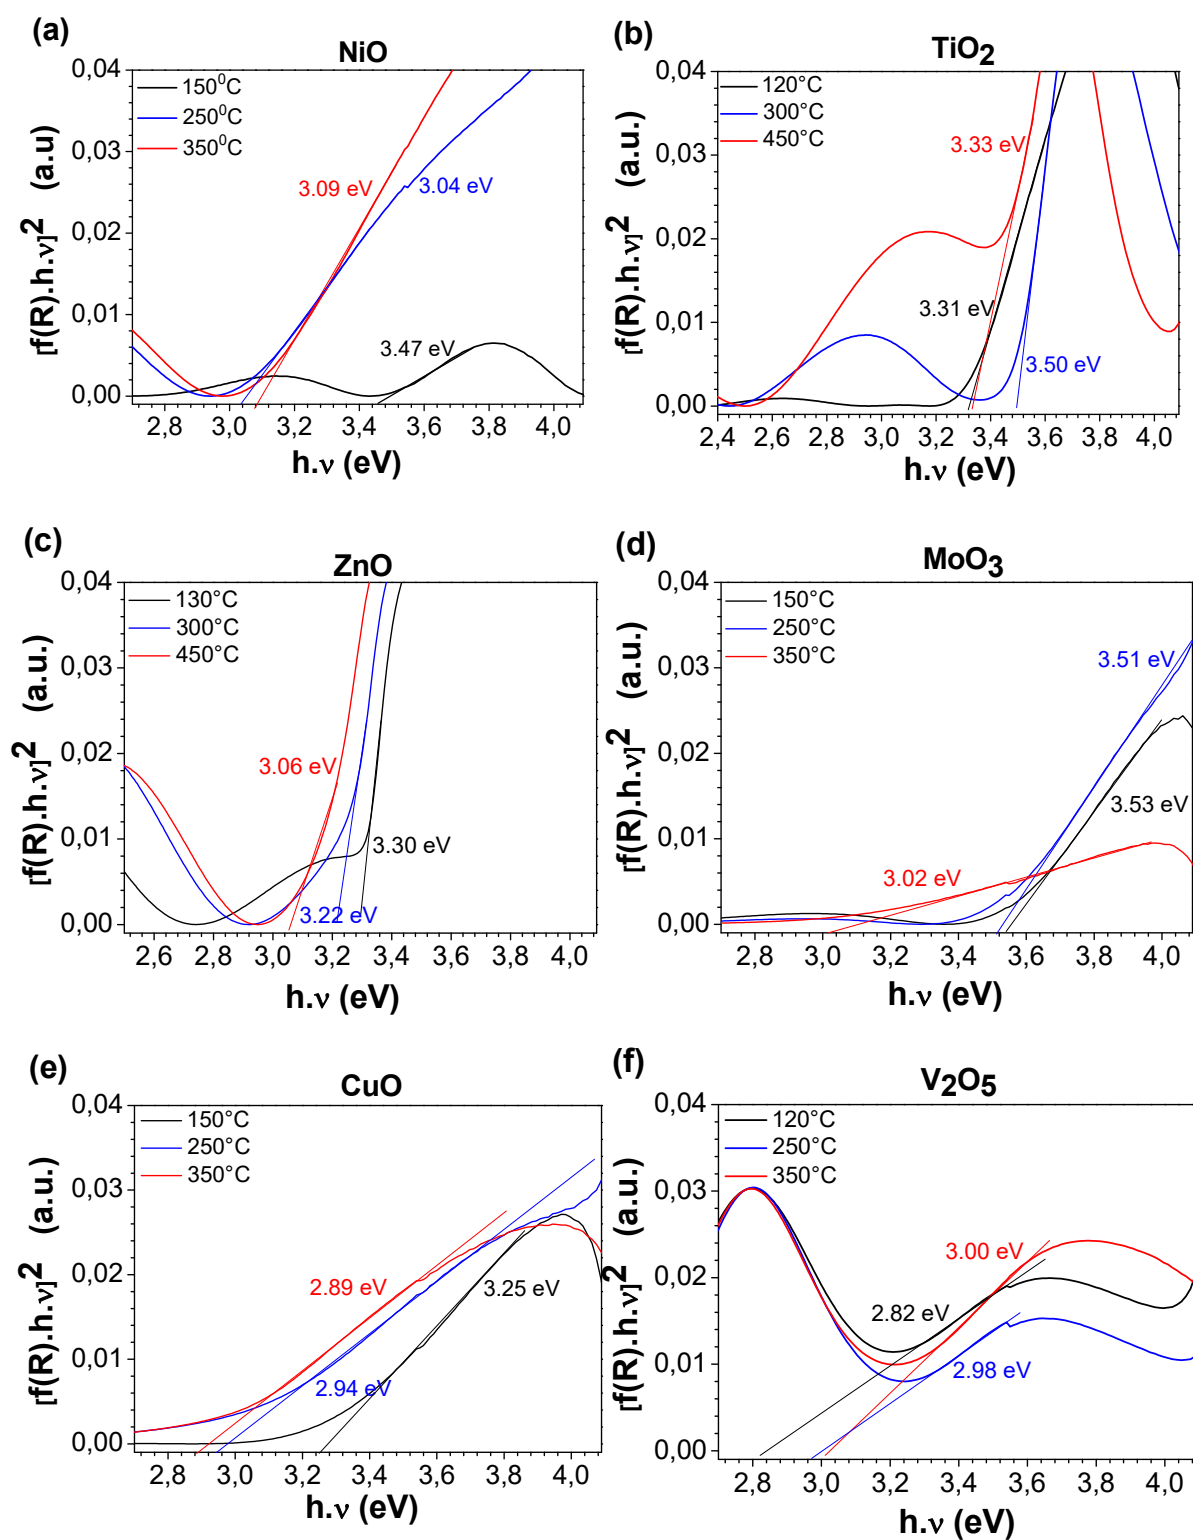 (a)
NiO
150⁰C
250⁰C
350⁰C
3.09 eV
3.04 eV
3.47 eV
0,04
0,03
0,02
0,01
0,00
2,8 3,0 3,2 3,4 3,6 3,8 4,0
h.ν (eV)
[f(R).h.ν]² (a.u)
(b)
TiO₂
120°C
300°C
450°C
3.33 eV
3.31 eV
3.50 eV
0,04
0,03
0,02
0,01
0,00
2,4 2,6 2,8 3,0 3,2 3,4 3,6 3,8 4,0
h.ν (eV)
[f(R).h.ν]² (a.u.)
(c)
ZnO
130°C
300°C
450°C
3.06 eV
3.30 eV
3.22 eV
0,04
0,03
0,02
0,01
0,00
2,6 2,8 3,0 3,2 3,4 3,6 3,8 4,0
h.ν (eV)
[f(R).h.ν]² (a.u.)
(d)
MoO₃
150°C
250°C
350°C
3.51 eV
3.53 eV
3.02 eV
0,04
0,03
0,02
0,01
0,00
2,8 3,0 3,2 3,4 3,6 3,8 4,0
h.ν (eV)
[f(R).h.ν]² (a.u.)
(e)
CuO
150°C
250°C
350°C
2.89 eV
3.25 eV
2.94 eV
0,04
0,03
0,02
0,01
0,00
2,8 3,0 3,2 3,4 3,6 3,8 4,0
h.ν (eV)
[f(R).h.ν]² (a.u.)
(f)
V₂O₅
120°C
250°C
350°C
3.00 eV
2.82 eV
2.98 eV
0,04
0,03
0,02
0,01
0,00
2,8 3,0 3,2 3,4 3,6 3,8 4,0
h.ν (eV)
[f(R).h.ν]² (a.u.)